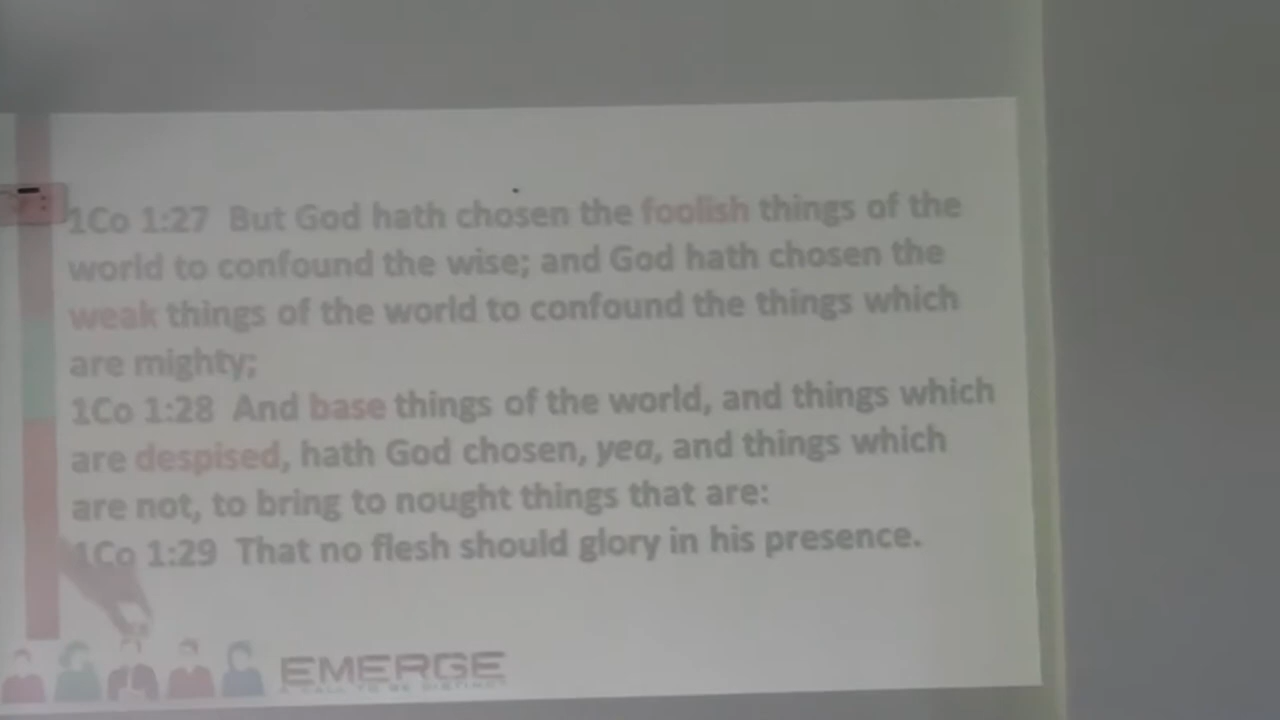 1Co 1:27 But God hath chosen the foolish things of the
world to confound the wise; and God hath chosen the
weak things of the world to confound the things which
are mighty;
1Co 1:28 And base things of the world, and things which
are despised, hath God chosen, yea, and things which
are not, to bring to nought things that are:
1Co 1:29 That no flesh should glory in his presence.
EMERGE
A CALL TO BE DISTINCT